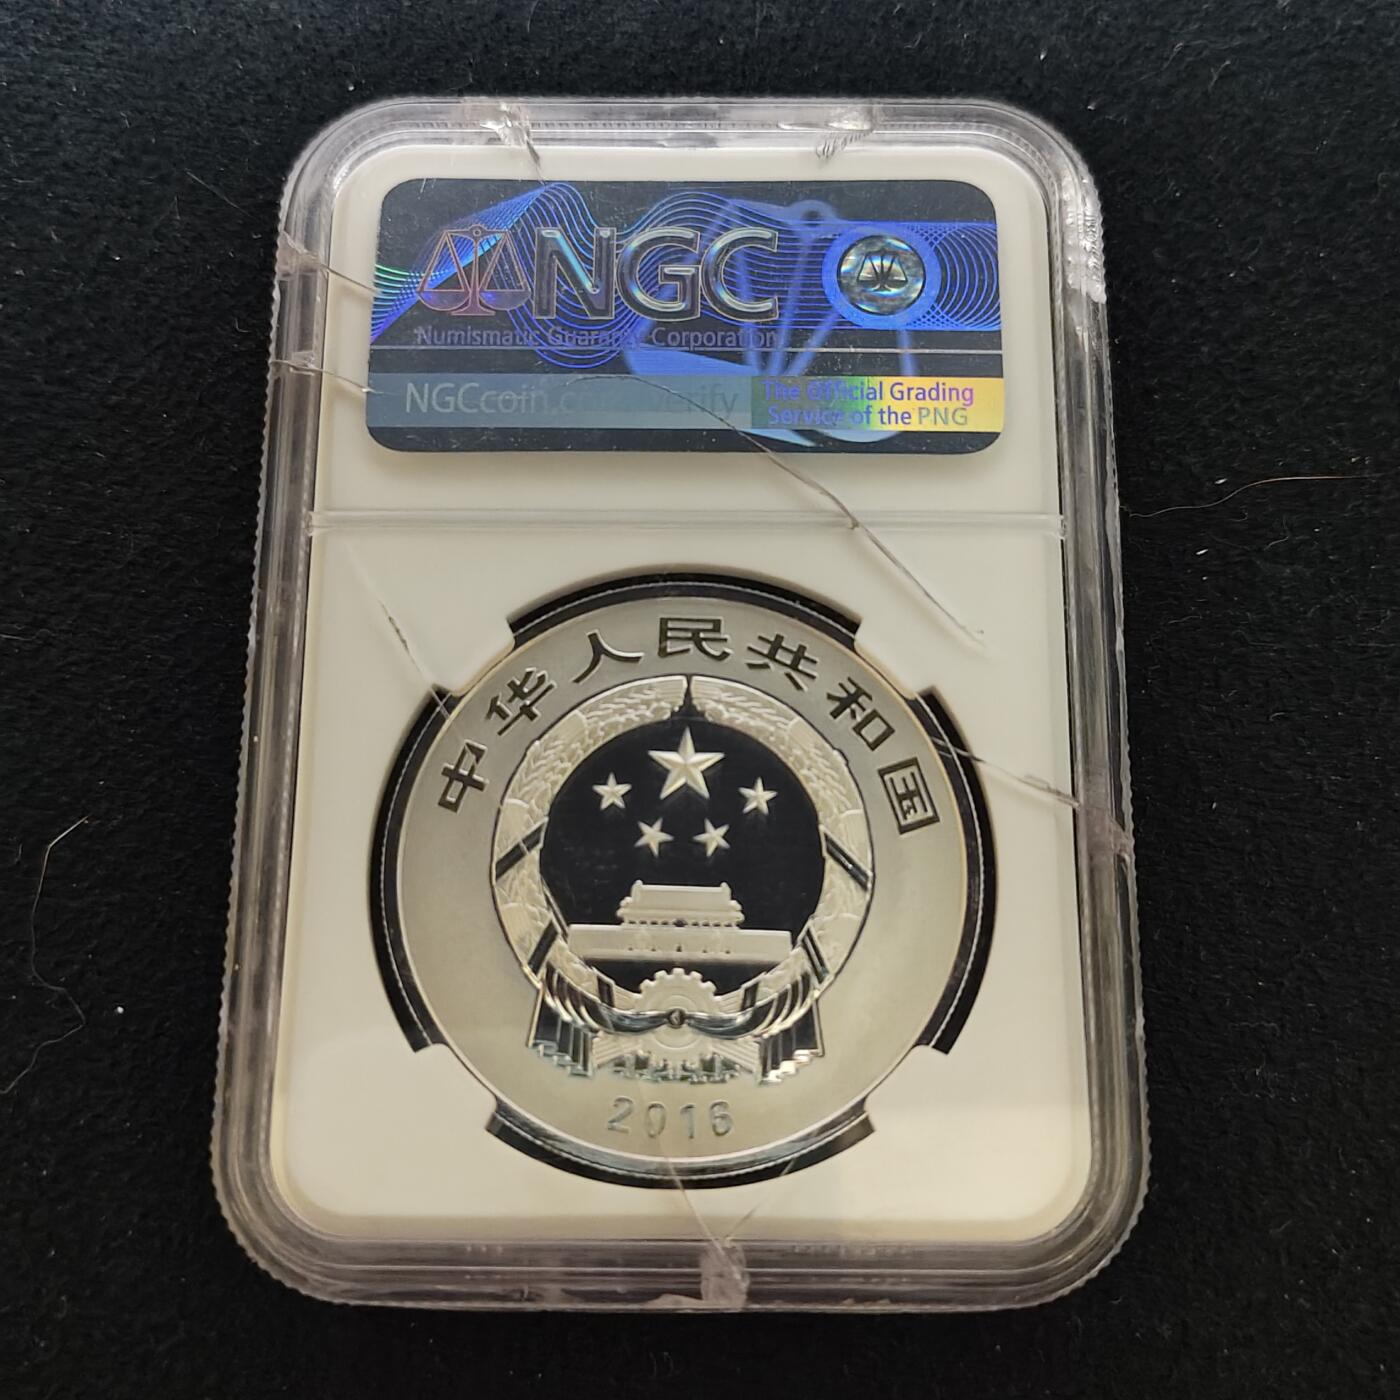 NGC
Numismatic Guaranty Corporation
NGCcoin.com/verify
The Official Grading
Service of the PNG
中华人民共和国
2016